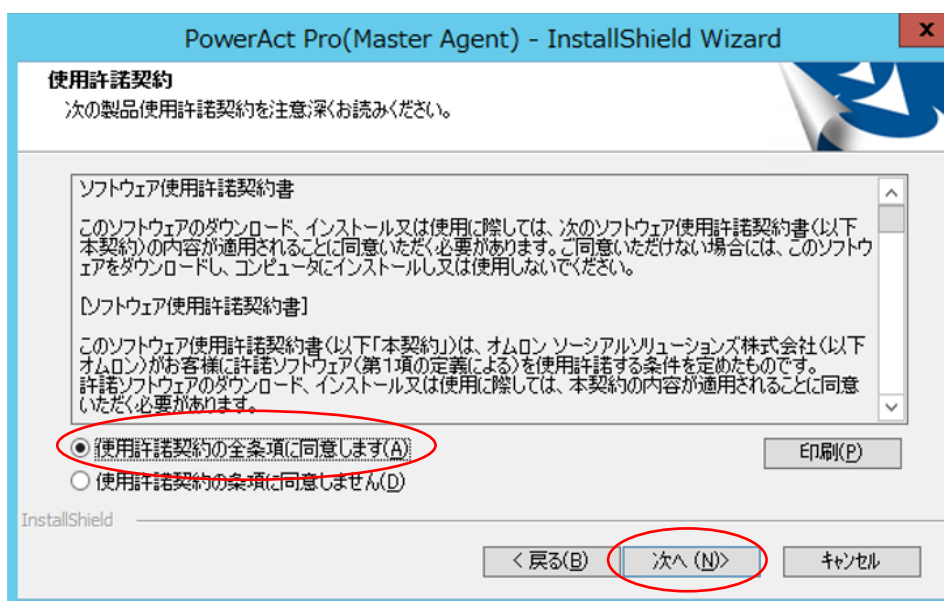 PowerAct Pro(Master Agent) - InstallShield Wizard
x
使用許諾契約
次の製品使用許諾契約を注意深くお読みください。
ソフトウェア使用許諾契約書
このソフトウェアのダウンロード、インストール又は使用に際しては、次のソフトウェア使用許諾契約書(以下
本契約)の内容が適用されることに同意いただく必要があります。ご同意いただけない場合には、このソフトウ
ェアをダウンロードし、コンピュータにインストールし又は使用しないでください。
[ソフトウェア使用許諾契約書]
このソフトウェア使用許諾契約書(以下「本契約」)は、オムロン ソーシアルソリューションズ株式会社(以下
オムロン)がお客様に許諾ソフトウェア(第1項の定義による)を使用許諾する条件を定めたものです。
許諾ソフトウェアのダウンロード、インストール又は使用に際しては、本契約の内容が適用されることに同意
いただく必要があります。
使用許諾契約の全条項に同意します(A)
印刷(P)
使用許諾契約の条項に同意しません(D)
InstallShield
< 戻る(B)
次へ (N)>
キャンセル